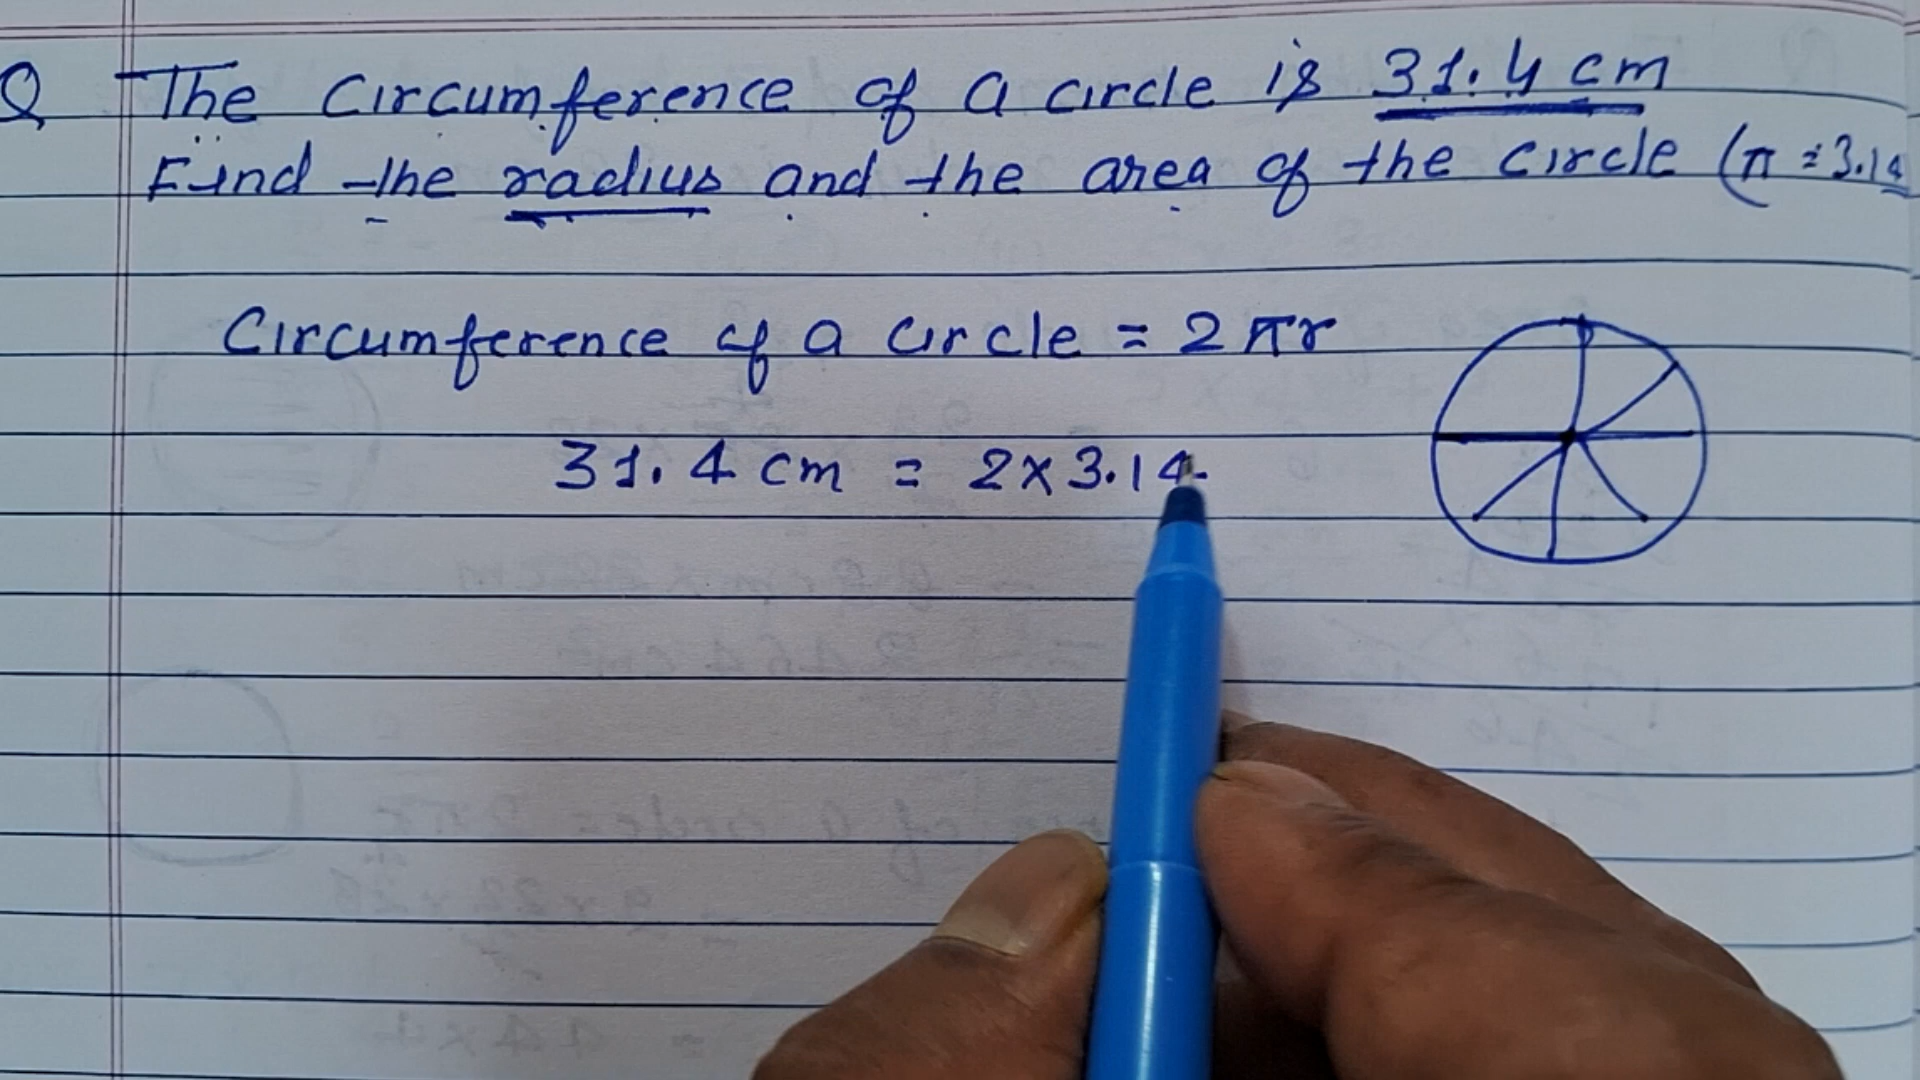 Q The Circumference of a circle is 31.4 cm
Find the radius and the area of the circle (π = 3.14
Circumference of a circle = 2πr
31.4 cm = 2×3.14